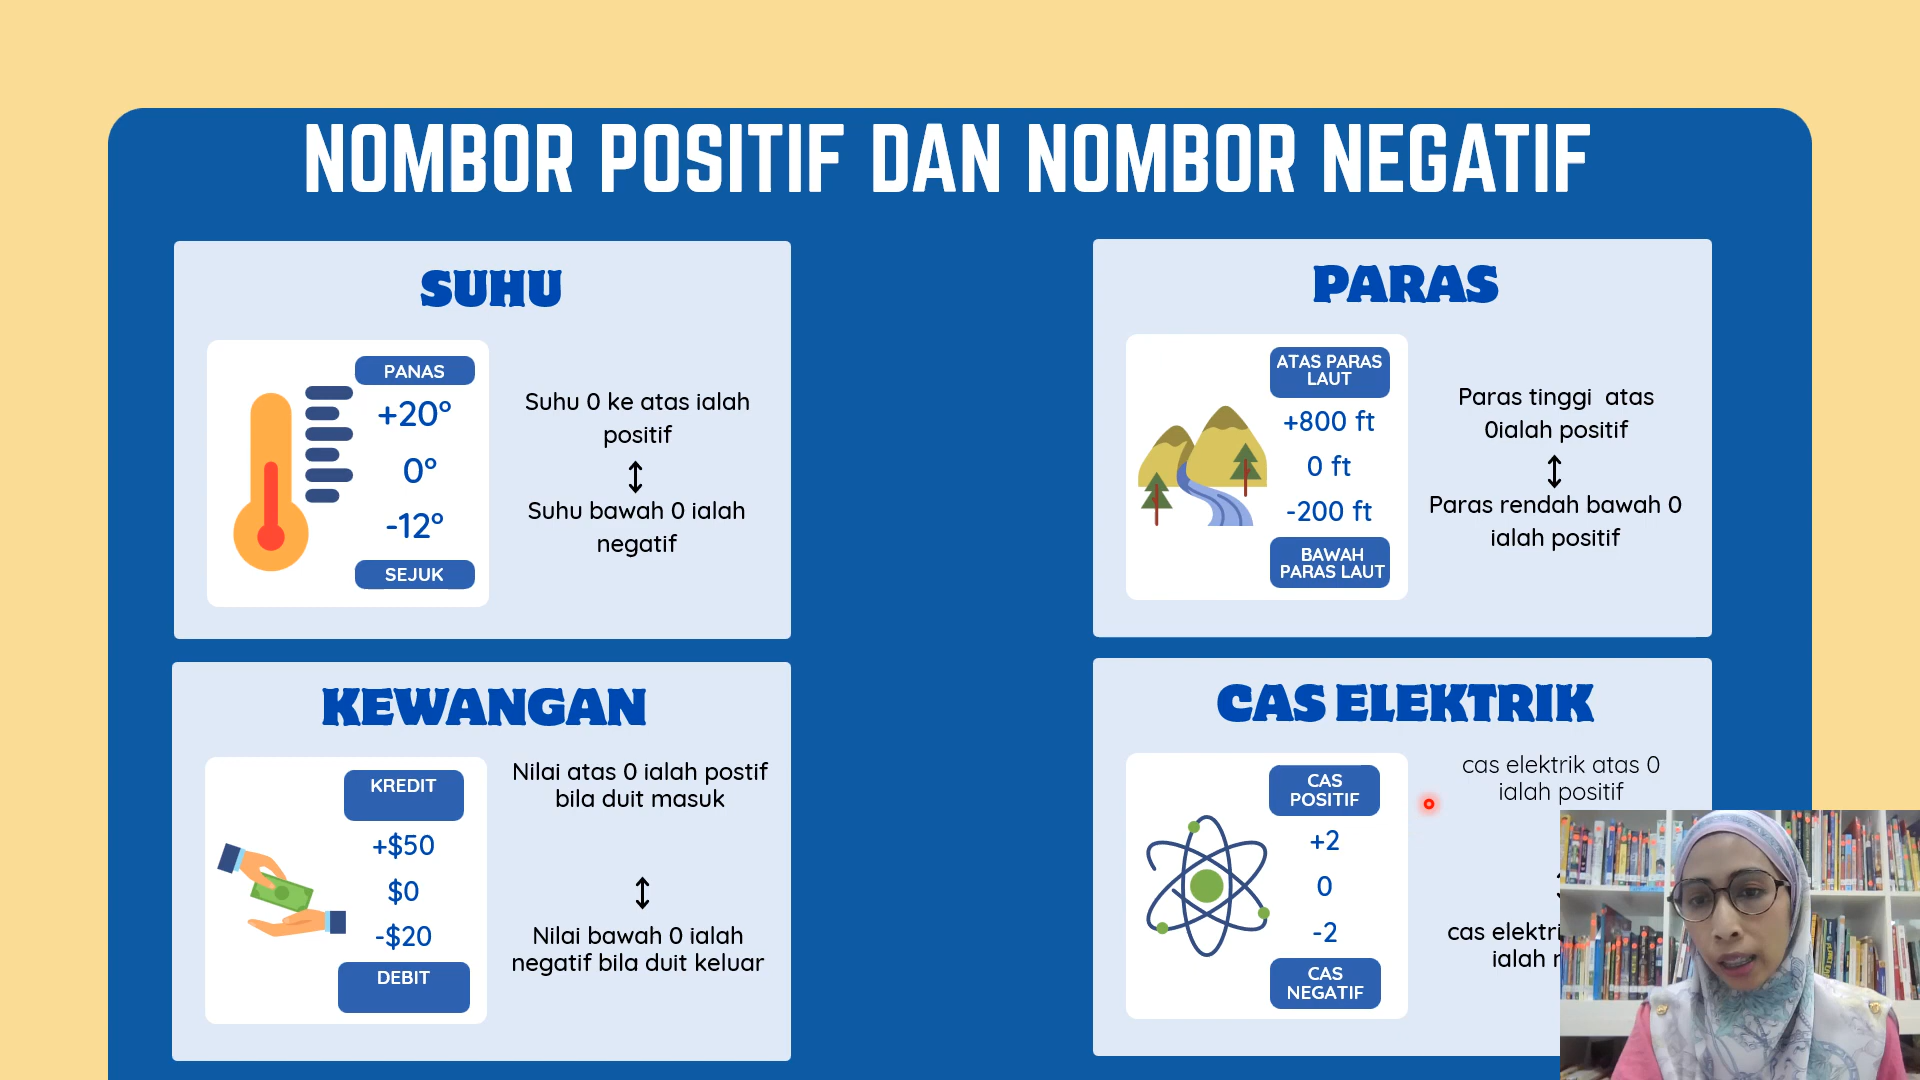 NOMBOR POSITIF DAN NOMBOR NEGATIF
SUHU
PANAS
+20°
0°
-12°
SEJUK
Suhu 0 ke atas ialah
positif
Suhu bawah 0 ialah
negatif
PARAS
ATAS PARAS
LAUT
+800 ft
0 ft
-200 ft
BAWAH
PARAS LAUT
Paras tinggi atas
0ialah positif
Paras rendah bawah 0
ialah positif
KEWANGAN
KREDIT
+$50
$0
-$20
DEBIT
Nilai atas 0 ialah postif
bila duit masuk
Nilai bawah 0 ialah
negatif bila duit keluar
CAS ELEKTRIK
CAS
POSITIF
+2
0
-2
CAS
NEGATIF
cas elektrik atas 0
ialah positif
cas
ialah